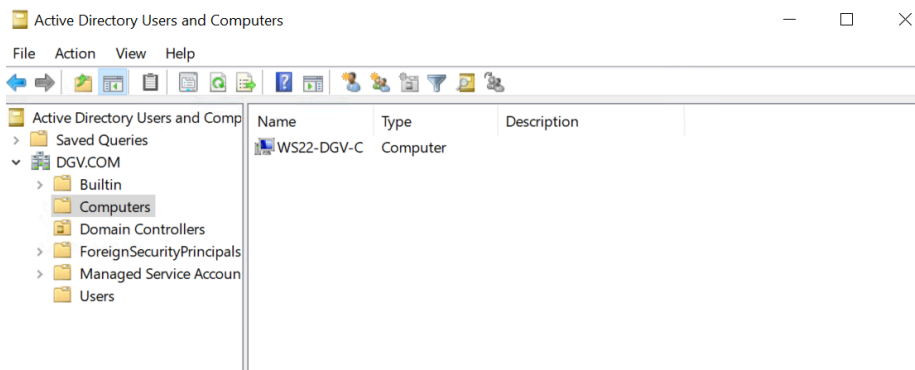 Active Directory Users and Computers
File Action View Help
Active Directory Users and Comp
Saved Queries
DGV.COM
Builtin
Computers
Domain Controllers
ForeignSecurityPrincipals
Managed Service Accoun
Users
Name Type Description
WS22-DGV-C Computer